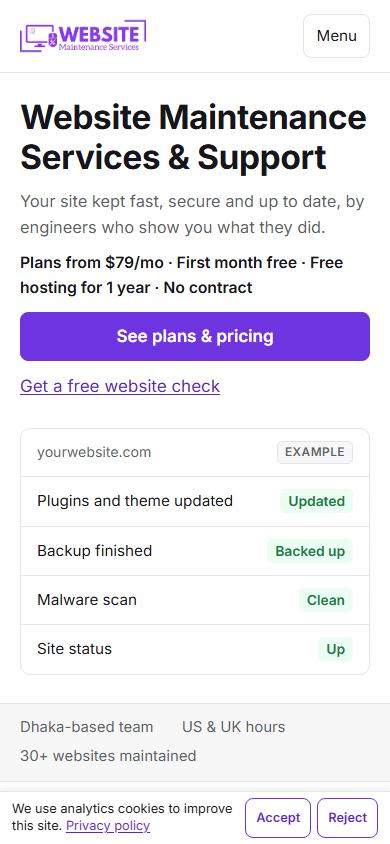 WEBSITE
Maintenance Services
Menu
Website Maintenance
Services & Support
Your site kept fast, secure and up to date, by
engineers who show you what they did.
Plans from $79/mo · First month free · Free
hosting for 1 year · No contract
See plans & pricing
Get a free website check
yourwebsite.com EXAMPLE
Plugins and theme updated Updated
Backup finished Backed up
Malware scan Clean
Site status Up
Dhaka-based team US & UK hours
30+ websites maintained
We use analytics cookies to improve
this site. Privacy policy
Accept Reject